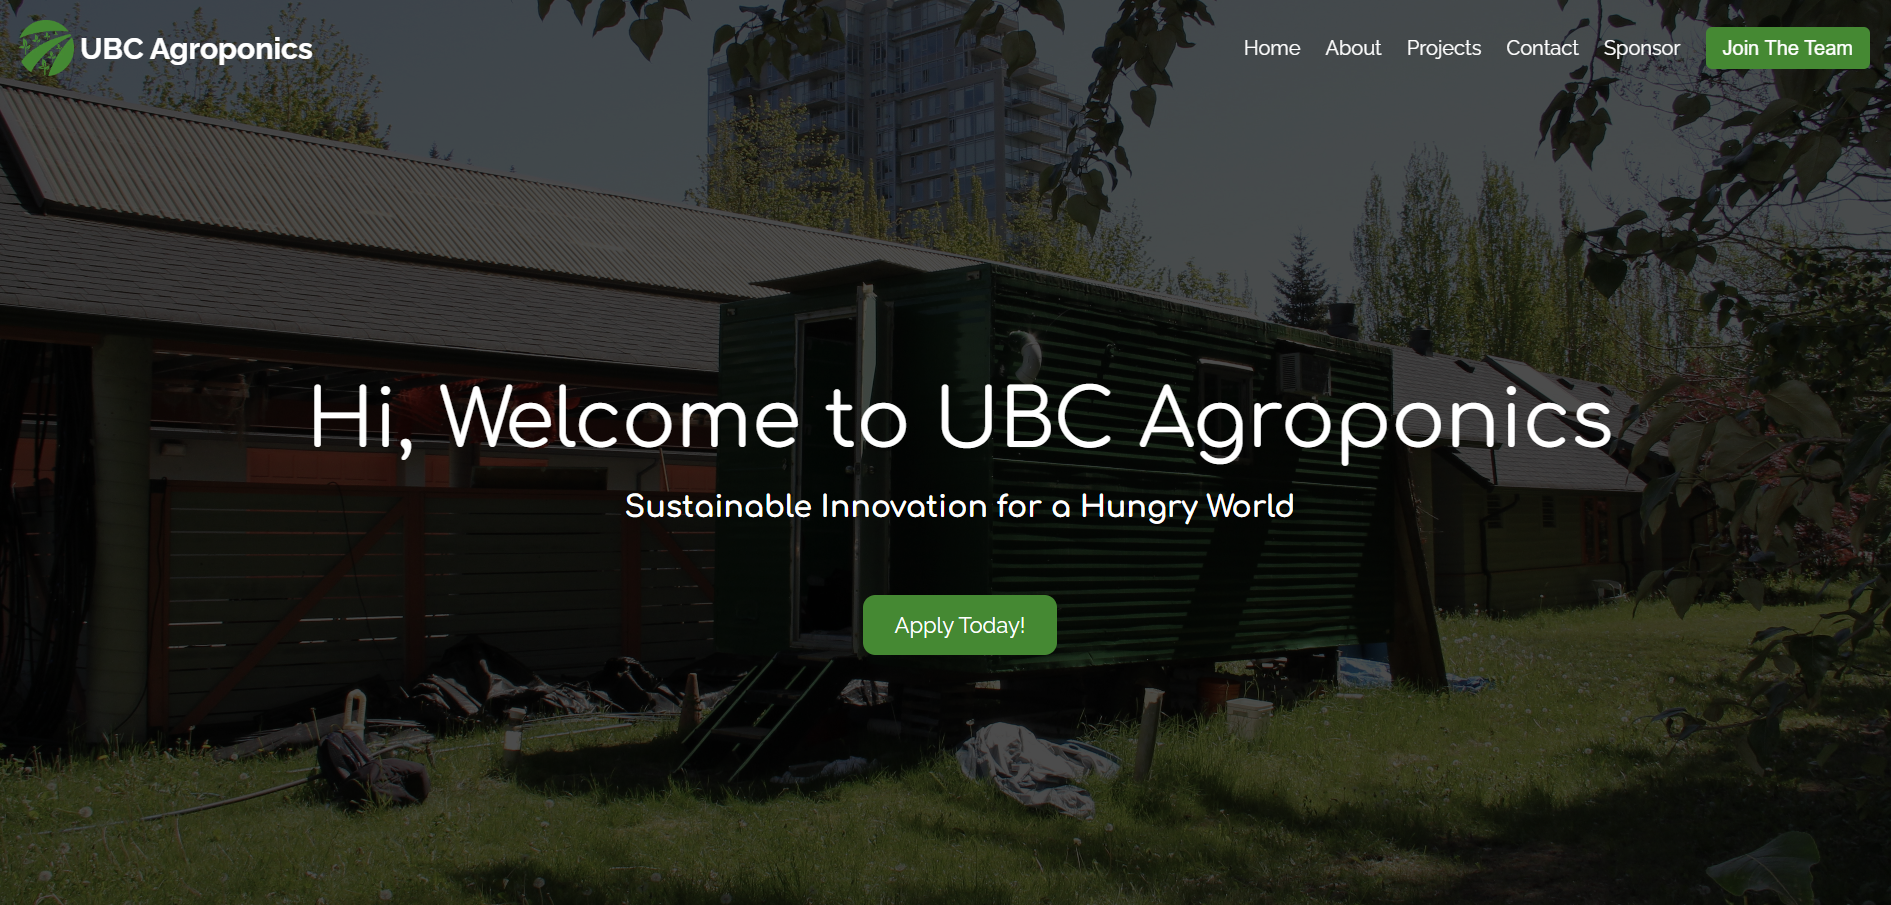 UBC Agroponics
Home About Projects Contact Sponsor Join The Team
Hi, Welcome to UBC Agroponics
Sustainable Innovation for a Hungry World
Apply Today!